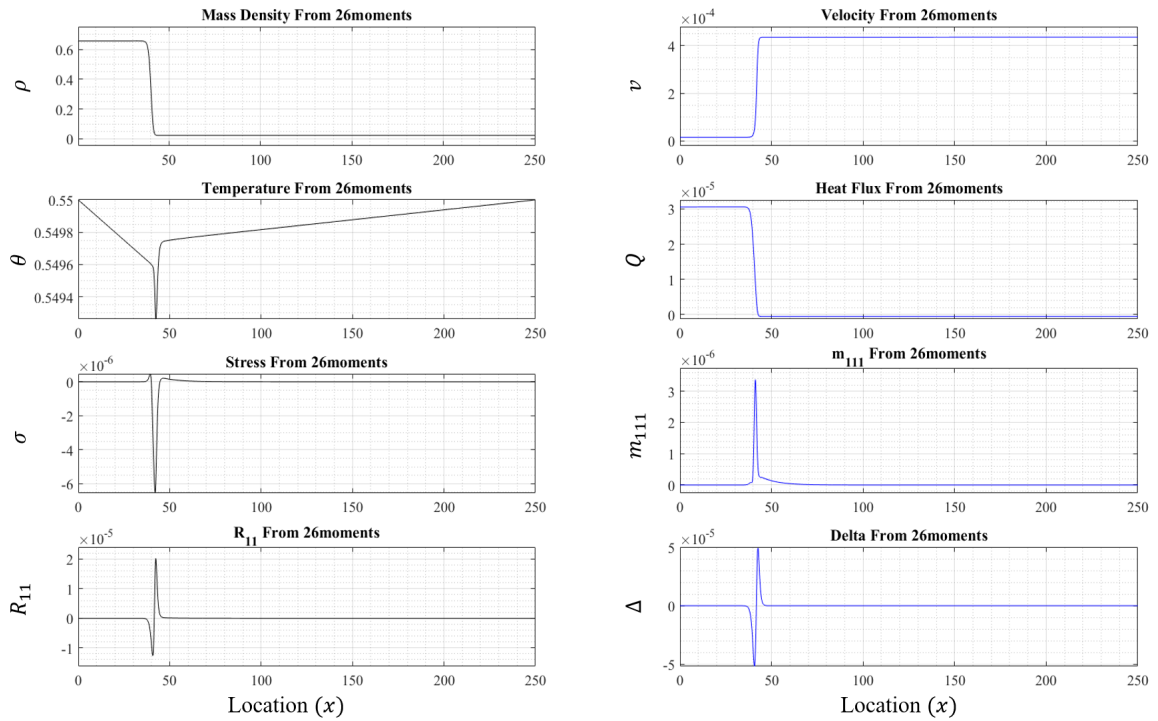 Mass Density From 26moments
ρ
0.6
0.4
0.2
0
50 100 150 200 250
×10⁻⁴ Velocity From 26moments
v
4
2
0
0 50 100 150 200 250
Temperature From 26moments
θ
0.55
0.5498
0.5496
0.5494
0 50 100 150 200 250
×10⁻⁵ Heat Flux From 26moments
Q
3
2
1
0
0 50 100 150 200 250
×10⁻⁶ Stress From 26moments
σ
0
-2
-4
-6
0 50 100 150 200 250
×10⁻⁶ m₁₁₁ From 26moments
m₁₁₁
3
2
1
0
0 50 100 150 200 250
×10⁻⁵ R₁₁ From 26moments
R₁₁
2
1
0
-1
0 50 100 150 200 250
Location (x)
×10⁻⁵ Delta From 26moments
Δ
5
0
-5
0 50 100 150 200 250
Location (x)